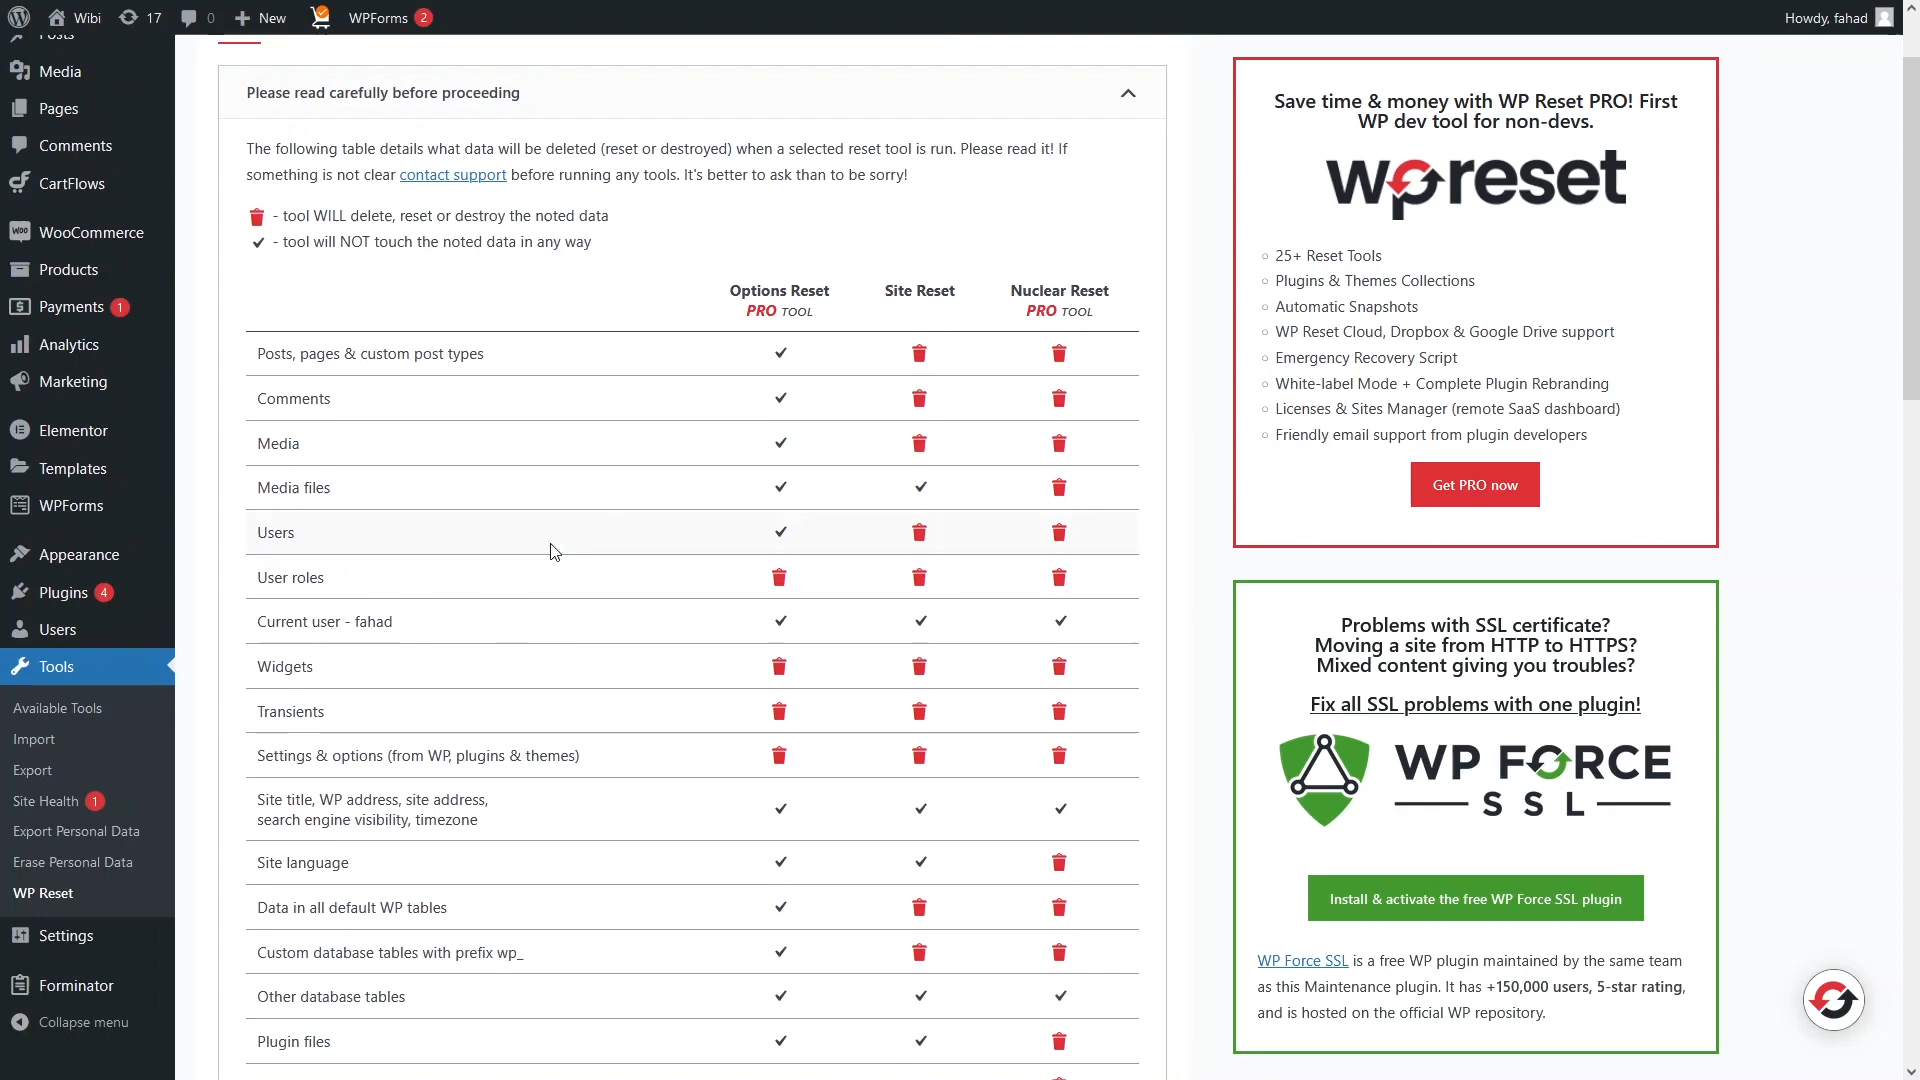 Wibi
17
0
New
WPForms
2
Howdy, fahad
Posts
Media
Pages
Comments
CartFlows
WooCommerce
Products
Payments 1
Analytics
Marketing
Elementor
Templates
WPForms
Appearance
Plugins 4
Users
Tools
Available Tools
Import
Export
Site Health 1
Export Personal Data
Erase Personal Data
WP Reset
Settings
Forminator
Collapse menu
Please read carefully before proceeding
The following table details what data will be deleted (reset or destroyed) when a selected reset tool is run. Please read it! If
something is not clear contact support before running any tools. It's better to ask than to be sorry!
- tool WILL delete, reset or destroy the noted data
- tool will NOT touch the noted data in any way
Options Reset
PRO TOOL
Site Reset
Nuclear Reset
PRO TOOL
Posts, pages & custom post types
Comments
Media
Media files
Users
User roles
Current user - fahad
Widgets
Transients
Settings & options (from WP, plugins & themes)
Site title, WP address, site address,
search engine visibility, timezone
Site language
Data in all default WP tables
Custom database tables with prefix wp_
Other database tables
Plugin files
Save time & money with WP Reset PRO! First
WP dev tool for non-devs.
wpreset
25+ Reset Tools
Plugins & Themes Collections
Automatic Snapshots
WP Reset Cloud, Dropbox & Google Drive support
Emergency Recovery Script
White-label Mode + Complete Plugin Rebranding
Licenses & Sites Manager (remote SaaS dashboard)
Friendly email support from plugin developers
Get PRO now
Problems with SSL certificate?
Moving a site from HTTP to HTTPS?
Mixed content giving you troubles?
Fix all SSL problems with one plugin!
WP FORCE
SSL
Install & activate the free WP Force SSL plugin
WP Force SSL is a free WP plugin maintained by the same team
as this Maintenance plugin. It has +150,000 users, 5-star rating,
and is hosted on the official WP repository.